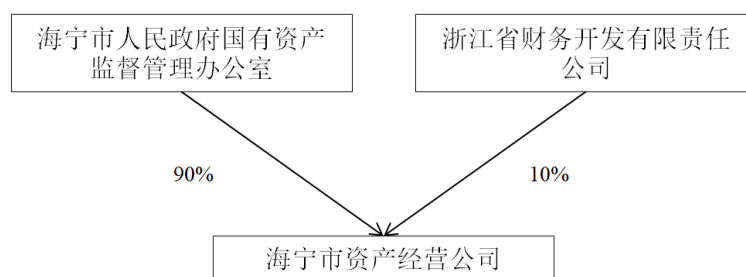 海宁市人民政府国有资产
监督管理办公室
浙江省财务开发有限责任
公司
90%
10%
海宁市资产经营公司